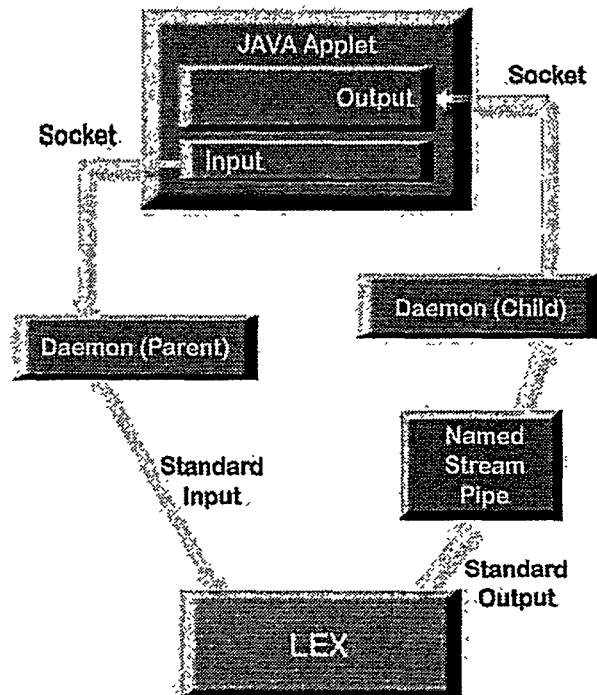 JAVA Applet
Socket
Output
Socket
Input
Daemon (Child)
Daemon (Parent)
Named
Stream
Pipe
Standard
Input
Standard
Output
LEX